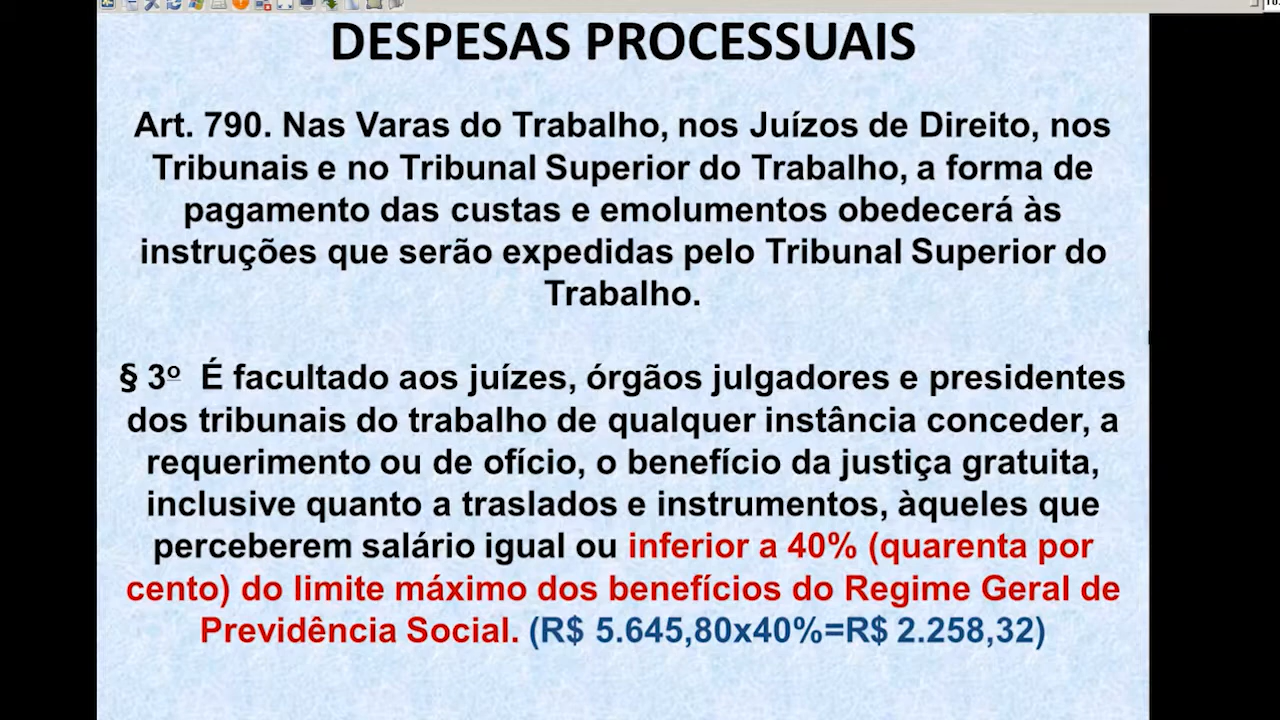 DESPESAS PROCESSUAIS
Art. 790. Nas Varas do Trabalho, nos Juízos de Direito, nos
Tribunais e no Tribunal Superior do Trabalho, a forma de
pagamento das custas e emolumentos obedecerá às
instruções que serão expedidas pelo Tribunal Superior do
Trabalho.
§ 3º É facultado aos juízes, órgãos julgadores e presidentes
dos tribunais do trabalho de qualquer instância conceder, a
requerimento ou de ofício, o benefício da justiça gratuita,
inclusive quanto a traslados e instrumentos, àqueles que
perceberem salário igual ou inferior a 40% (quarenta por
cento) do limite máximo dos benefícios do Regime Geral de
Previdência Social. (R$ 5.645,80x40%=R$ 2.258,32)